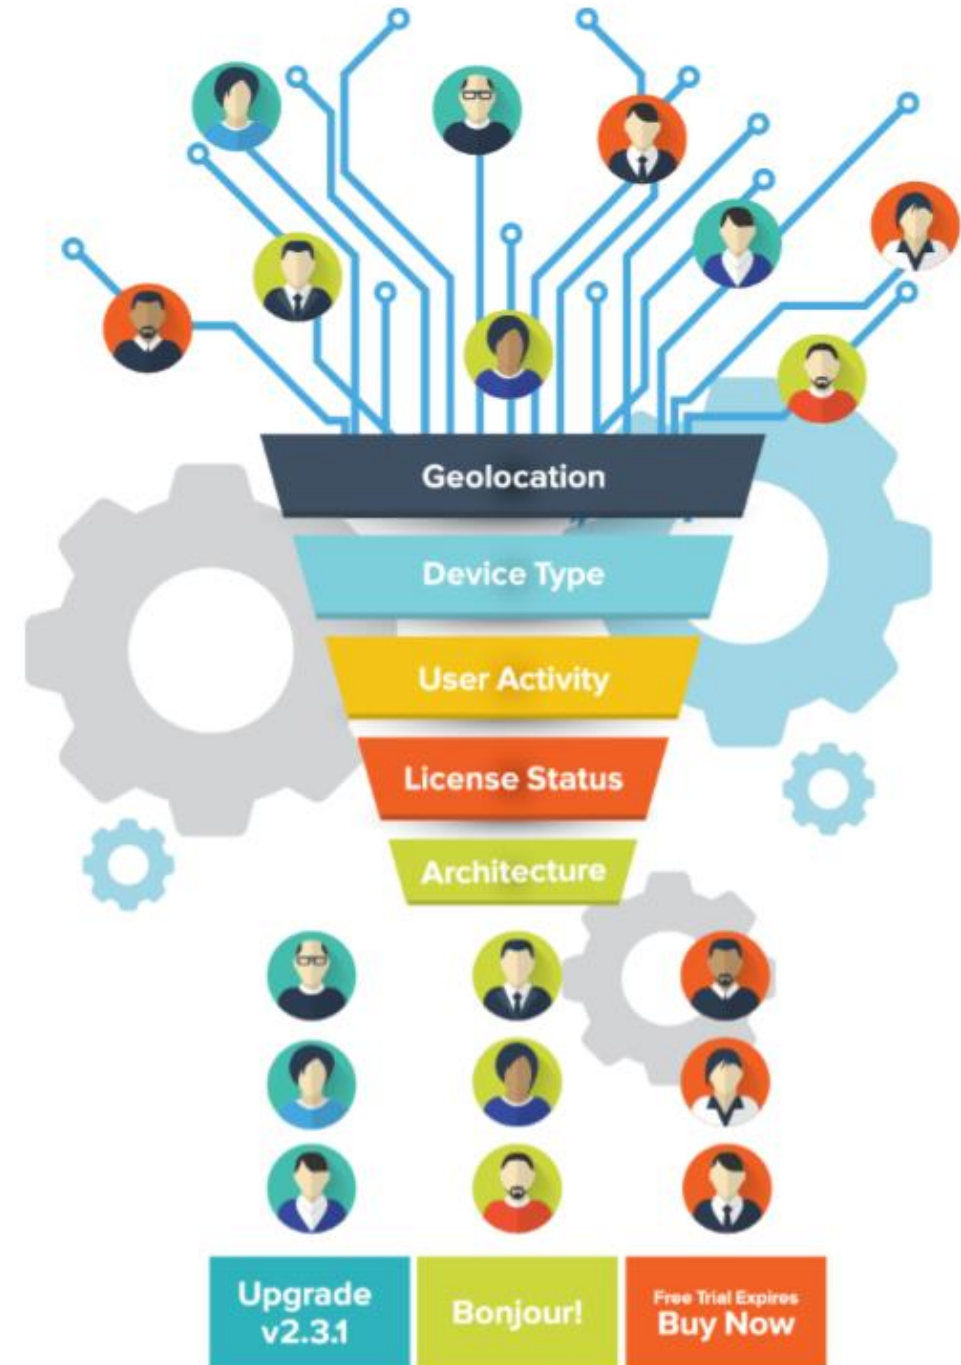 Geolocation
Device Type
User Activity
License Status
Architecture
Upgrade
v2.3.1
Bonjour!
Free Trial Expires
Buy Now